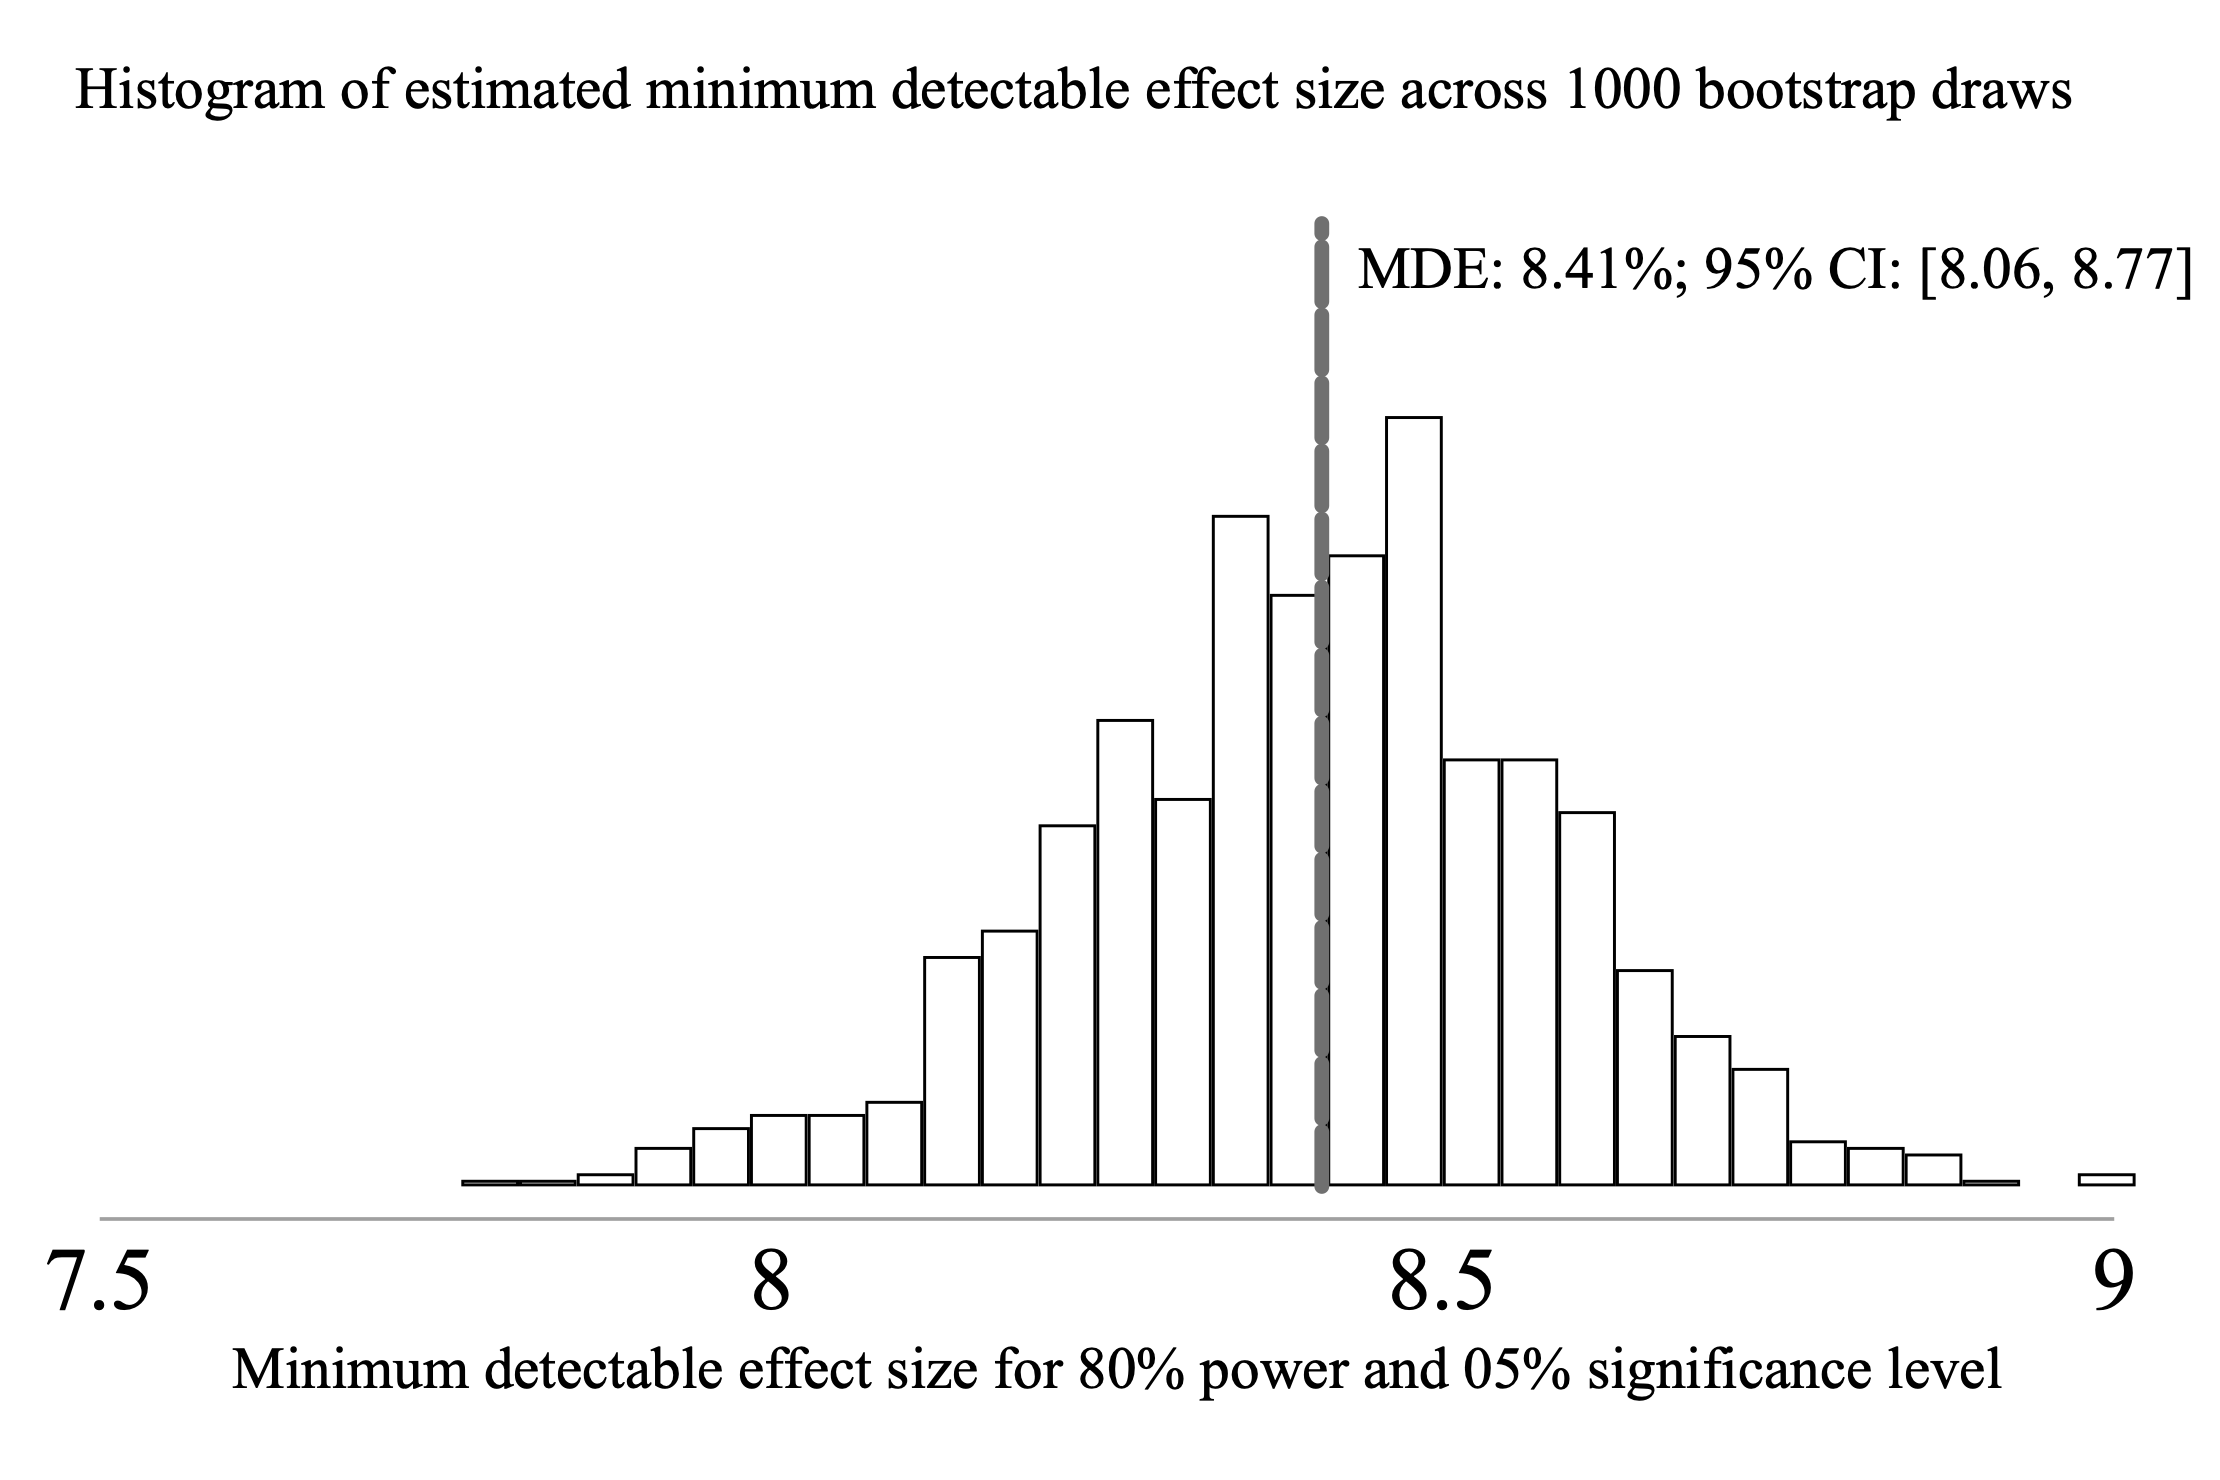 Histogram of estimated minimum detectable effect size across 1000 bootstrap draws
MDE: 8.41%; 95% CI: [8.06, 8.77]
7.5 8 8.5 9
Minimum detectable effect size for 80% power and 05% significance level